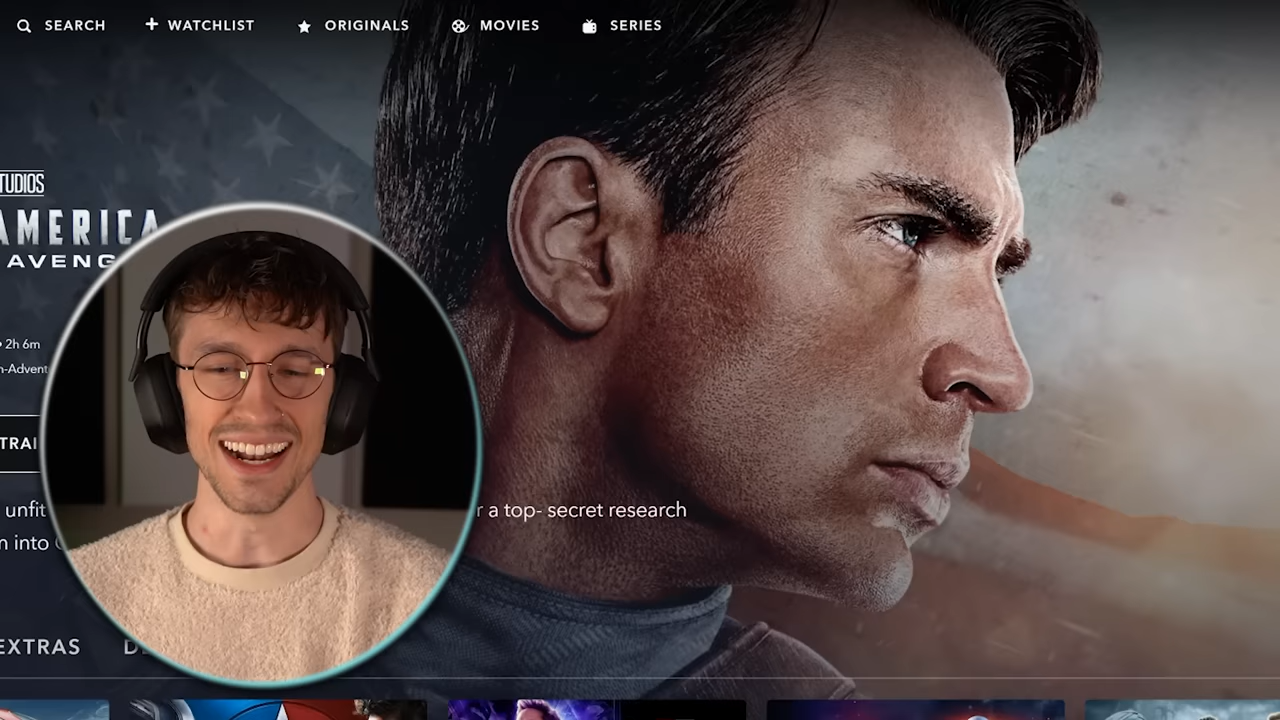 SEARCH
WATCHLIST
ORIGINALS
MOVIES
SERIES
TUDIOS
AMERICA
AVENG
2h 6m
n-Advent
TRAI
unfit
r a top- secret research
n into
EXTRAS